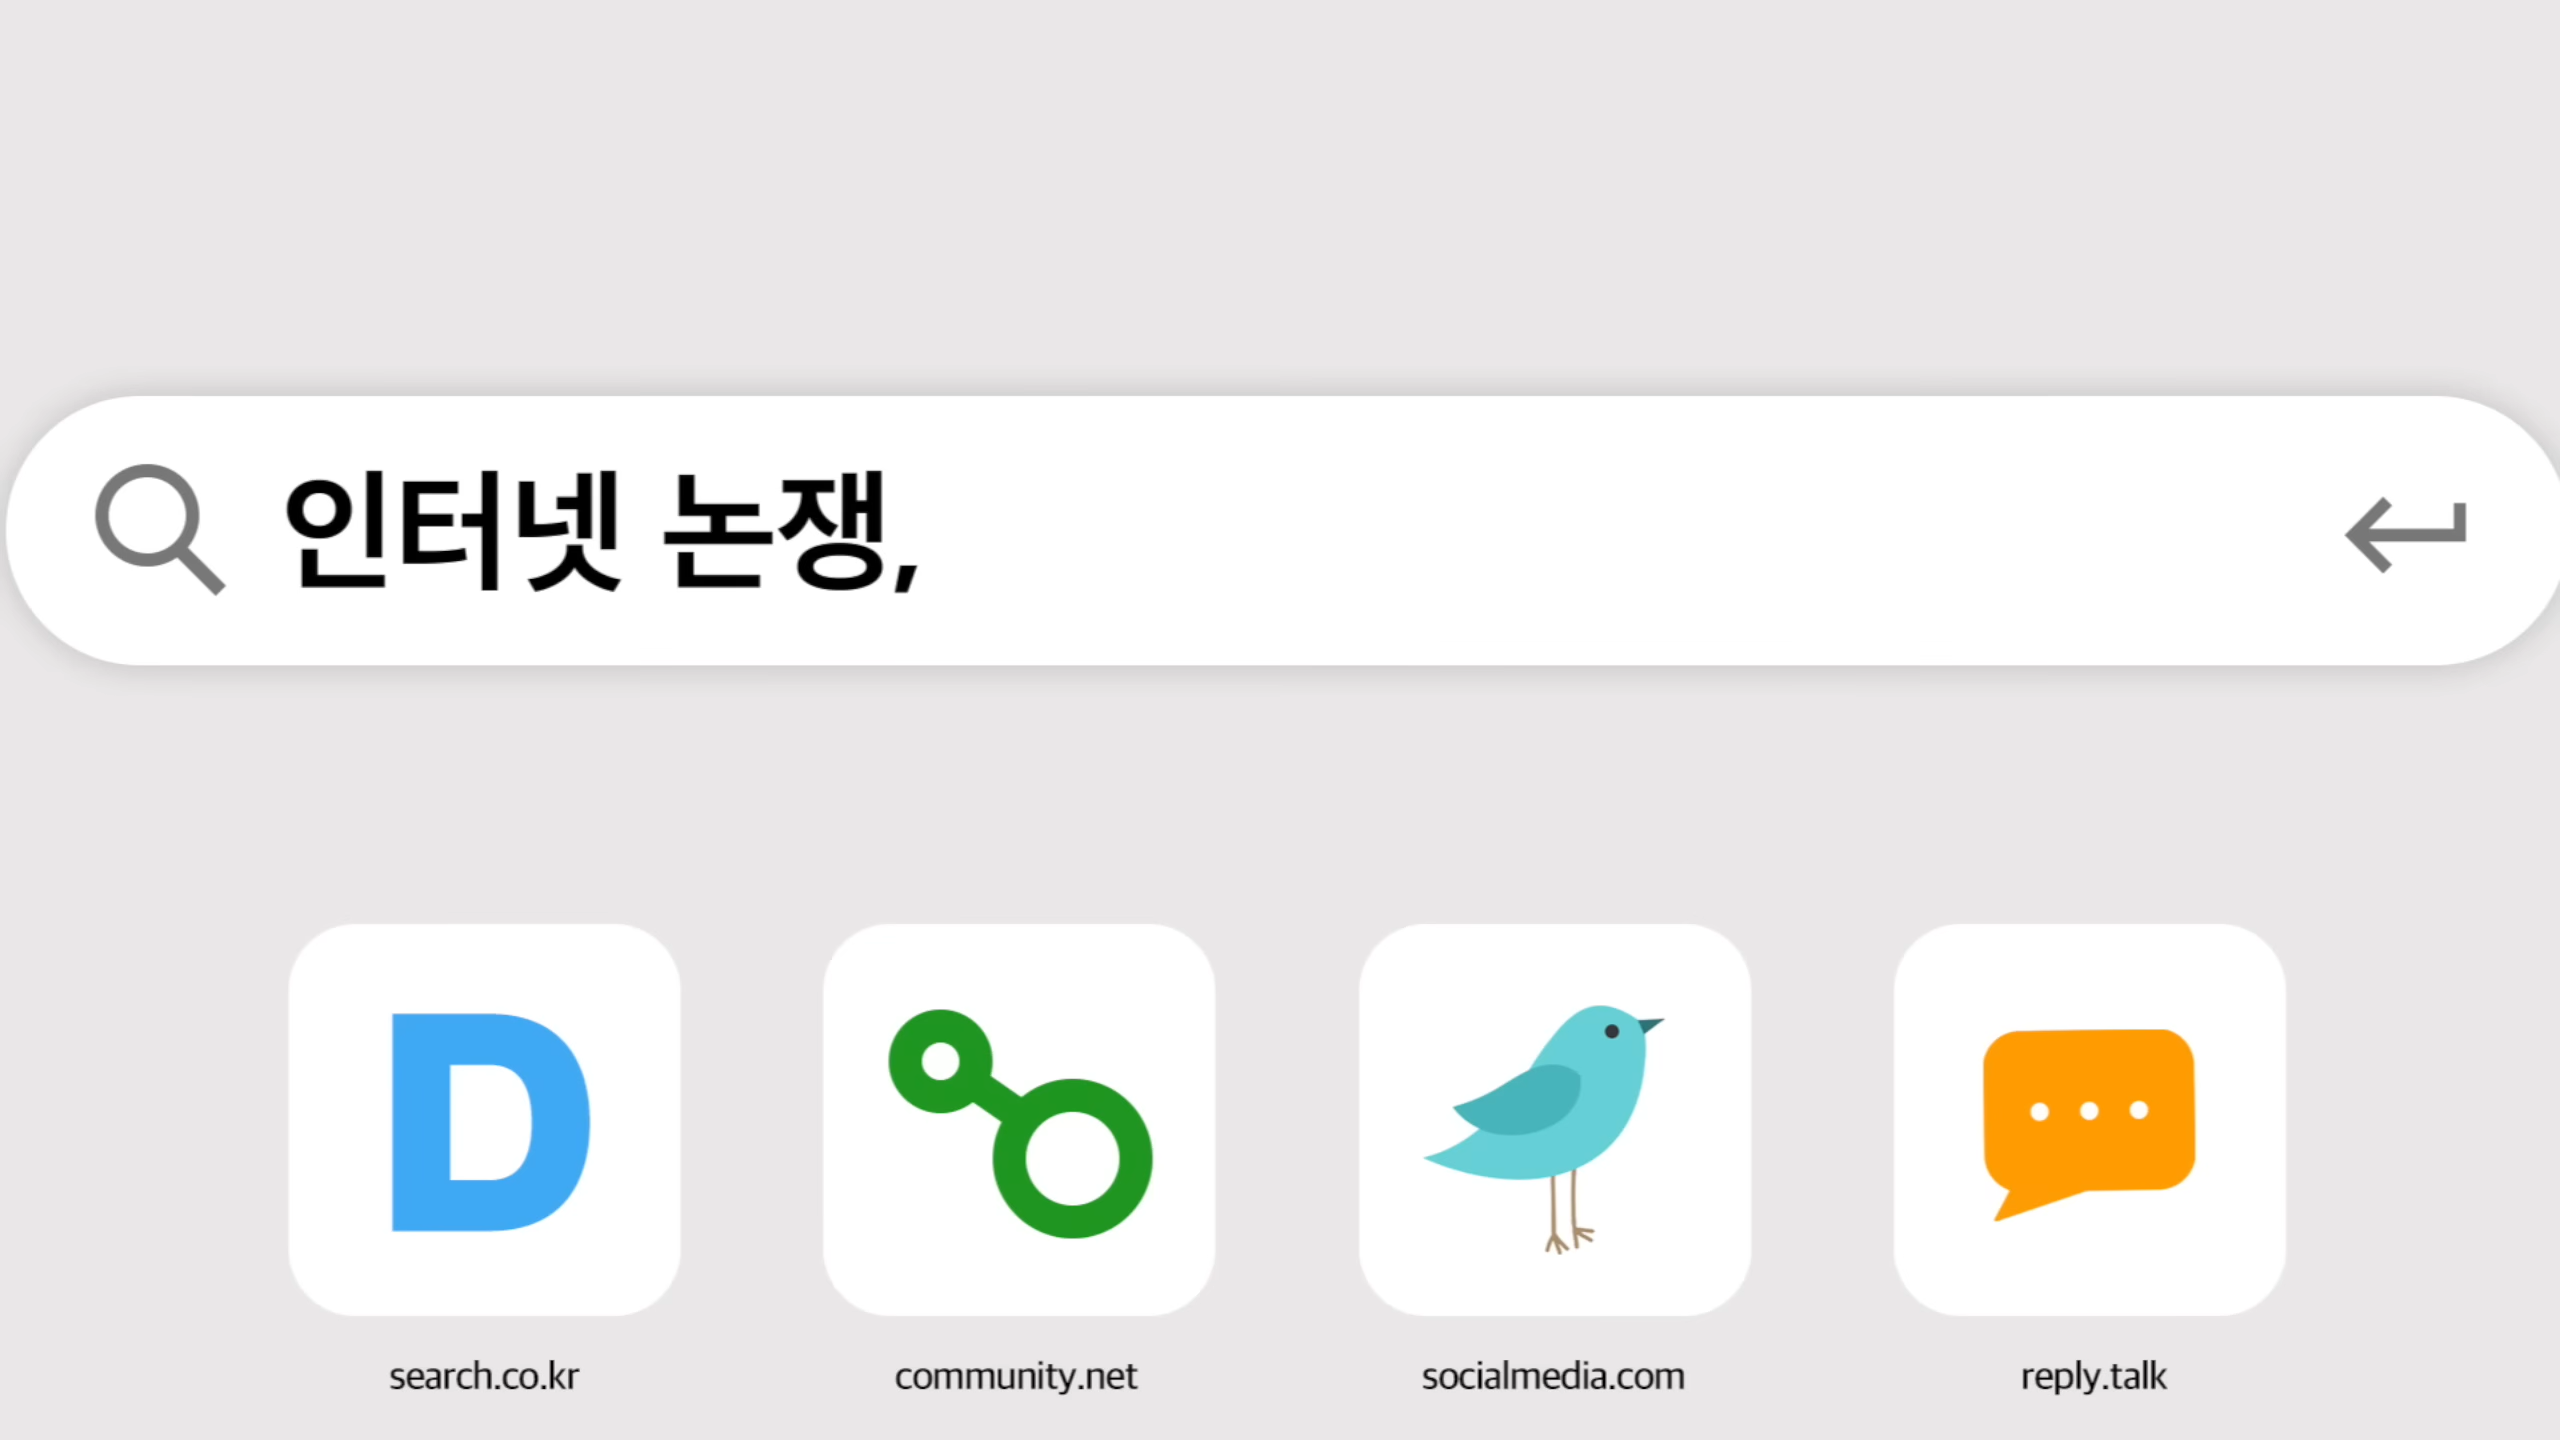 인터넷 논쟁,
D
search.co.kr
community.net
socialmedia.com
reply.talk